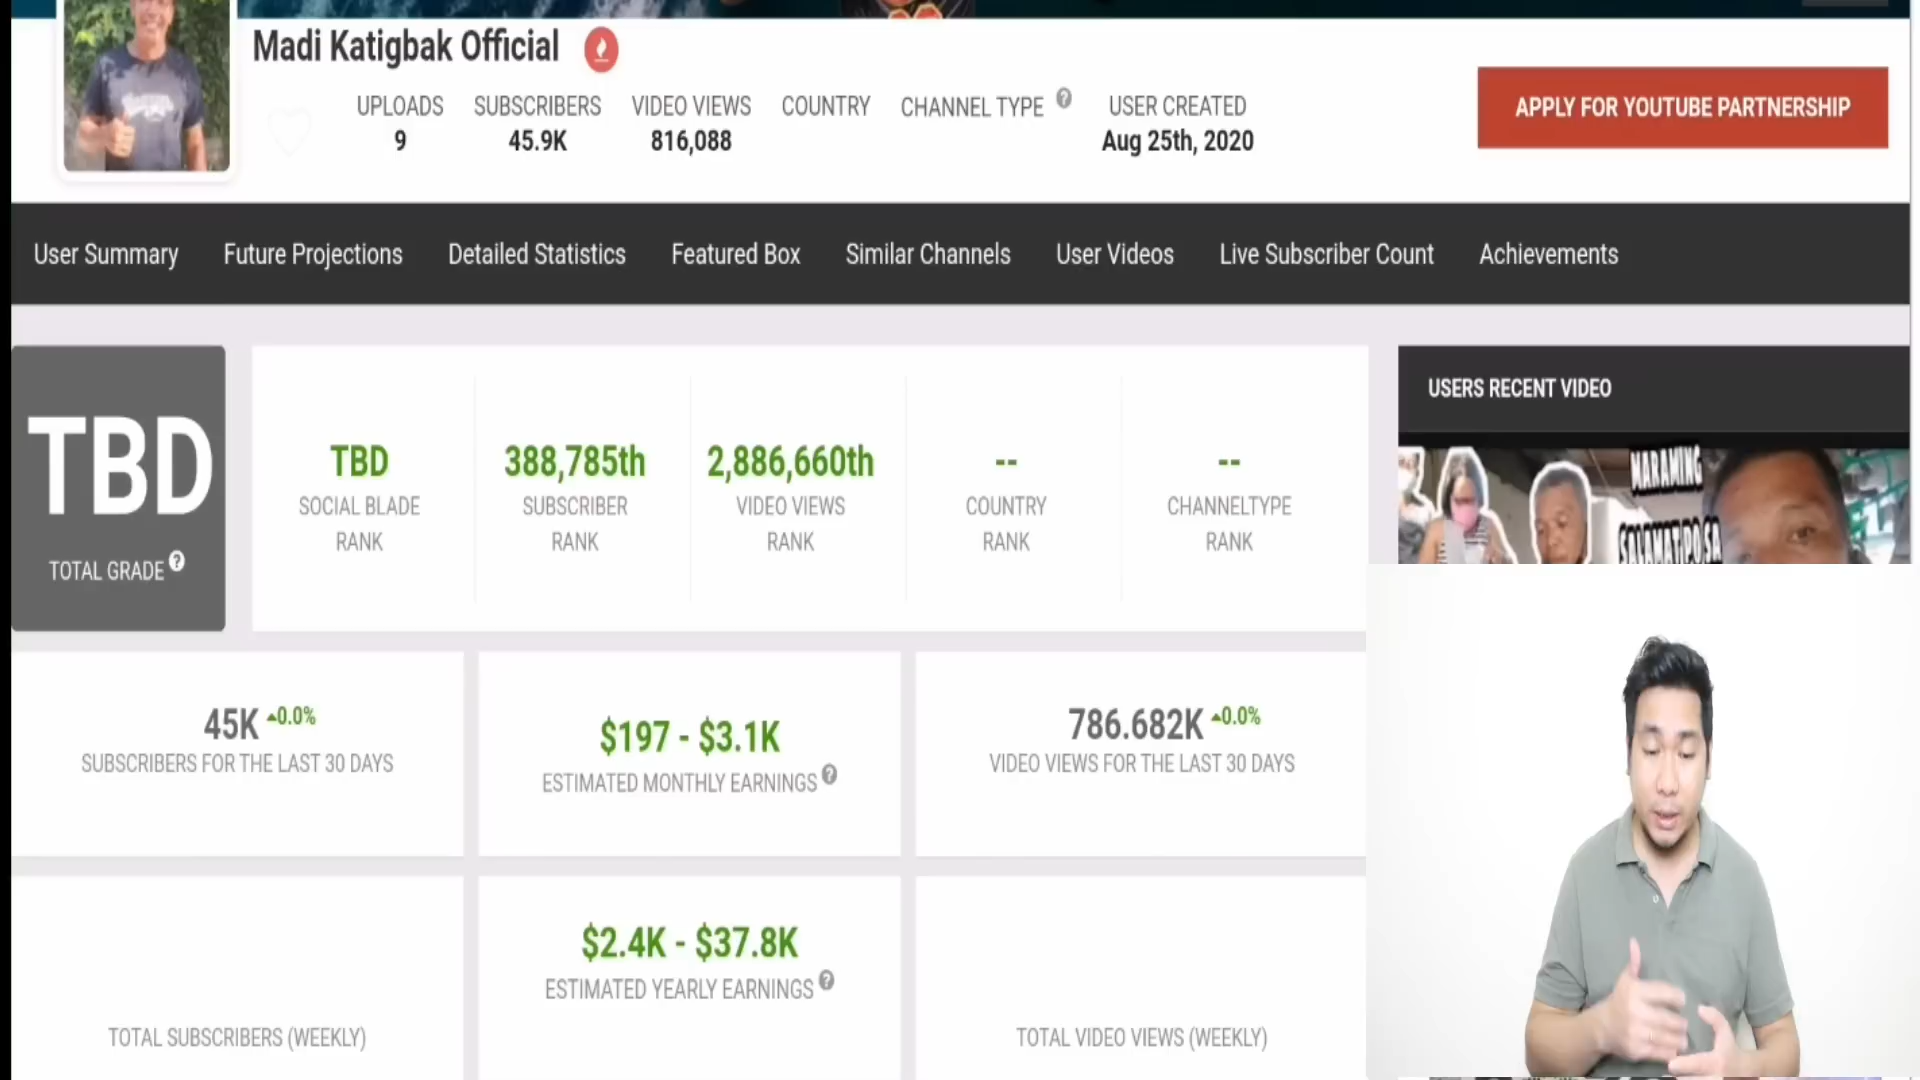 Madi Katigbak Official
UPLOADS SUBSCRIBERS VIDEO VIEWS COUNTRY CHANNEL TYPE ? USER CREATED
9 45.9K 816,088 Aug 25th, 2020
APPLY FOR YOUTUBE PARTNERSHIP
User Summary Future Projections Detailed Statistics Featured Box Similar Channels User Videos Live Subscriber Count Achievements
TBD
TOTAL GRADE ?
TBD
SOCIAL BLADE
RANK
388,785th
SUBSCRIBER
RANK
2,886,660th
VIDEO VIEWS
RANK
--
COUNTRY
RANK
--
CHANNELTYPE
RANK
USERS RECENT VIDEO
MARAMING
SALAMAT PO SA
45K 0.0%
SUBSCRIBERS FOR THE LAST 30 DAYS
$197 - $3.1K
ESTIMATED MONTHLY EARNINGS ?
786.682K 0.0%
VIDEO VIEWS FOR THE LAST 30 DAYS
TOTAL SUBSCRIBERS (WEEKLY)
$2.4K - $37.8K
ESTIMATED YEARLY EARNINGS ?
TOTAL VIDEO VIEWS (WEEKLY)